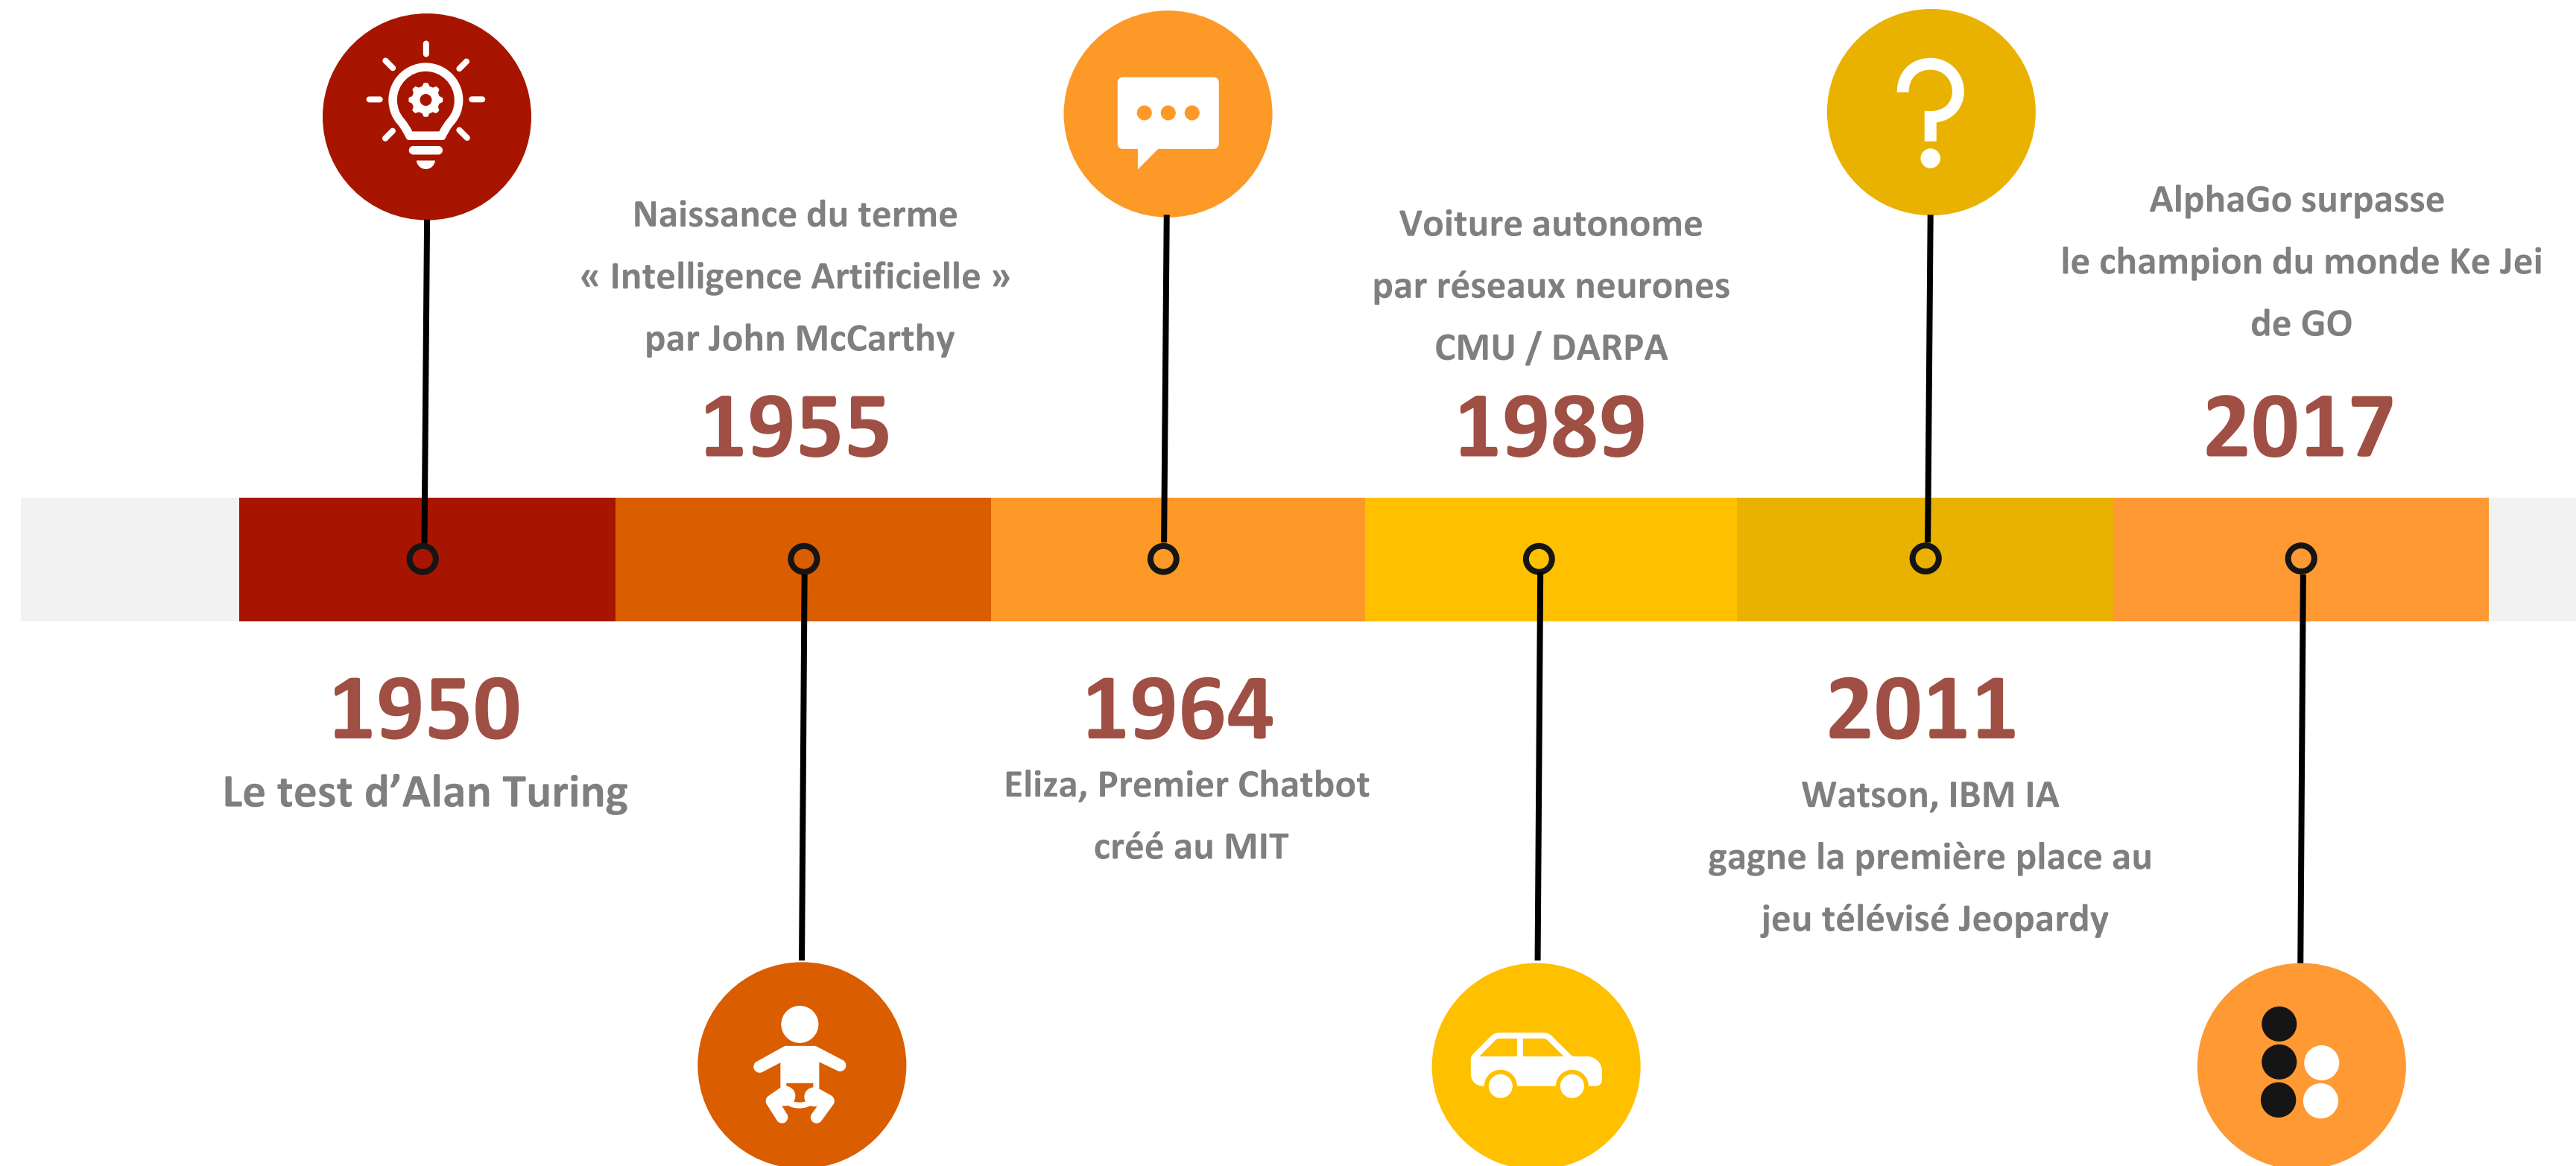 1950
Le test d’Alan Turing
Naissance du terme
« Intelligence Artificielle »
par John McCarthy
1955
1964
Eliza, Premier Chatbot
créé au MIT
Voiture autonome
par réseaux neurones
CMU / DARPA
1989
2011
Watson, IBM IA
gagne la première place au
jeu télévisé Jeopardy
AlphaGo surpasse
le champion du monde Ke Jei
de GO
2017